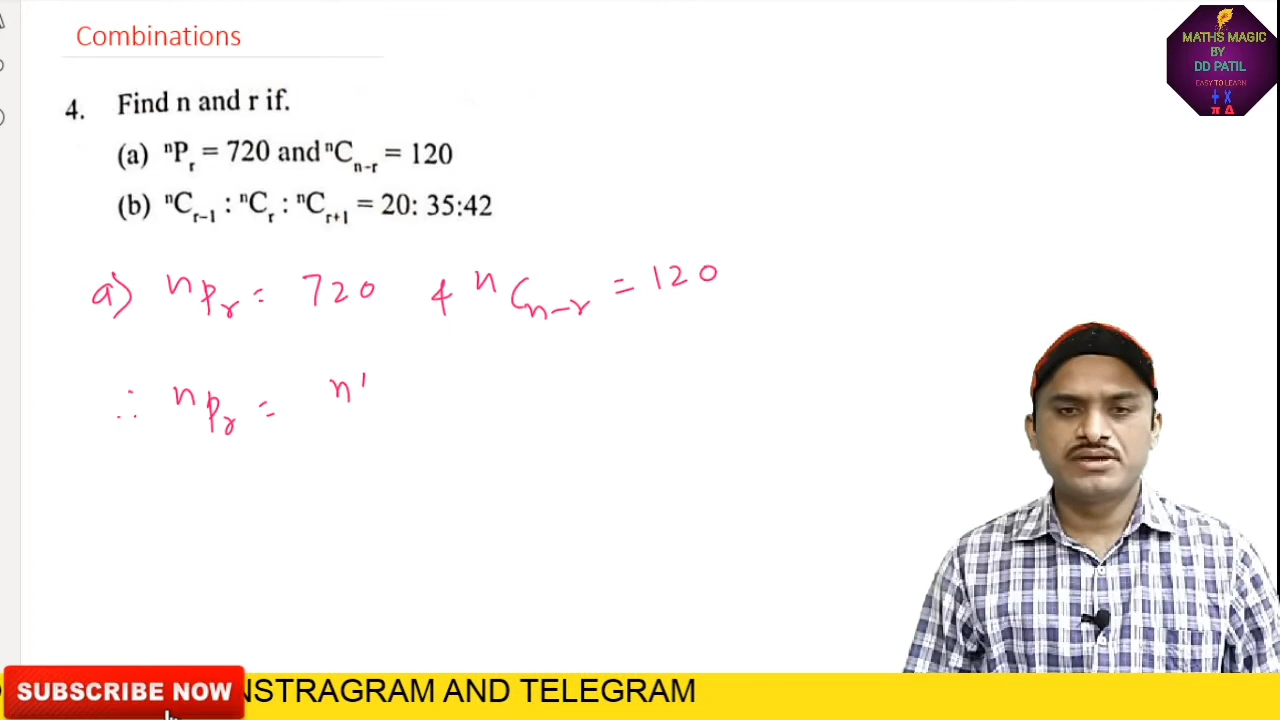 Combinations
MATHS MAGIC
BY
DD PATIL
EASY TO LEARN
+ X
π Δ
4. Find n and r if.
(a) ⁿPᵣ = 720 and ⁿCₙ₋ᵣ = 120
(b) ⁿCᵣ₋₁ : ⁿCᵣ : ⁿCᵣ₊₁ = 20: 35:42
a) ⁿPᵣ = 720 & ⁿCₙ₋ᵣ = 120
∴ ⁿPᵣ = n'
SUBSCRIBE NOW
NSTRAGRAM AND TELEGRAM